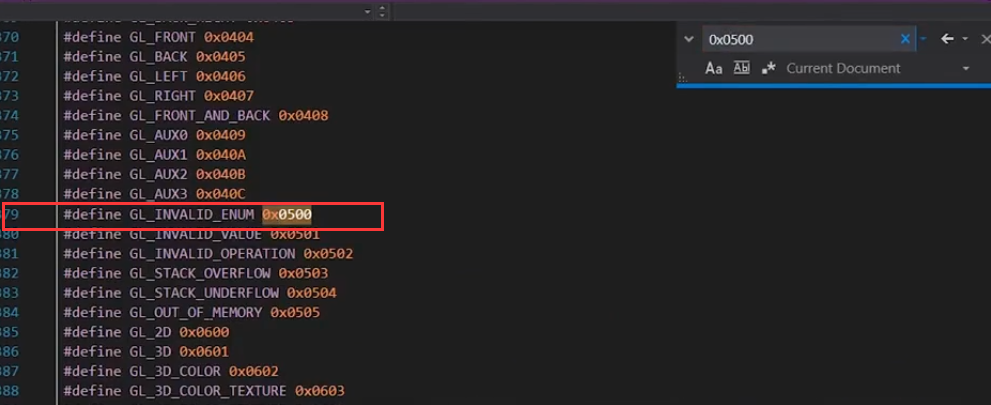 0x0500
Aa Ab .* Current Document
370 #define GL_FRONT 0x0404
371 #define GL_BACK 0x0405
372 #define GL_LEFT 0x0406
373 #define GL_RIGHT 0x0407
374 #define GL_FRONT_AND_BACK 0x0408
375 #define GL_AUX0 0x0409
376 #define GL_AUX1 0x040A
377 #define GL_AUX2 0x040B
378 #define GL_AUX3 0x040C
379 #define GL_INVALID_ENUM 0x0500
380 #define GL_INVALID_VALUE 0x0501
381 #define GL_INVALID_OPERATION 0x0502
382 #define GL_STACK_OVERFLOW 0x0503
383 #define GL_STACK_UNDERFLOW 0x0504
384 #define GL_OUT_OF_MEMORY 0x0505
385 #define GL_2D 0x0600
386 #define GL_3D 0x0601
387 #define GL_3D_COLOR 0x0602
388 #define GL_3D_COLOR_TEXTURE 0x0603